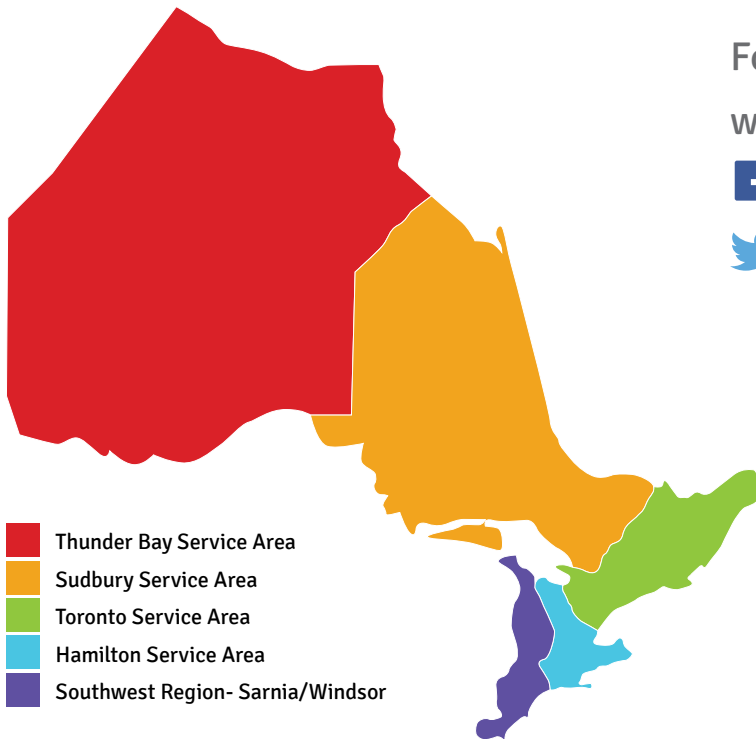 Thunder Bay Service Area
Sudbury Service Area
Toronto Service Area
Hamilton Service Area
Southwest Region- Sarnia/Windsor